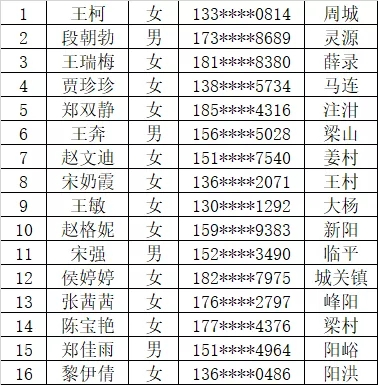 1 王柯 女 133****0814 周城
2 段朝勃 男 173****8689 灵源
3 王瑞梅 女 181****8380 薛录
4 贾珍珍 女 138****5734 马连
5 郑双静 女 185****4316 注泔
6 王奔 男 156****5028 梁山
7 赵文迪 女 151****7540 姜村
8 宋奶霞 女 136****2071 王村
9 王敏 女 130****1292 大杨
10 赵格妮 女 159****9383 新阳
11 宋强 男 152****3490 临平
12 侯婷婷 女 182****7975 城关镇
13 张茜茜 女 176****2797 峰阳
14 陈宝艳 女 177****4376 梁村
15 郑佳雨 男 151****4964 阳峪
16 黎伊倩 女 136****0486 阳洪